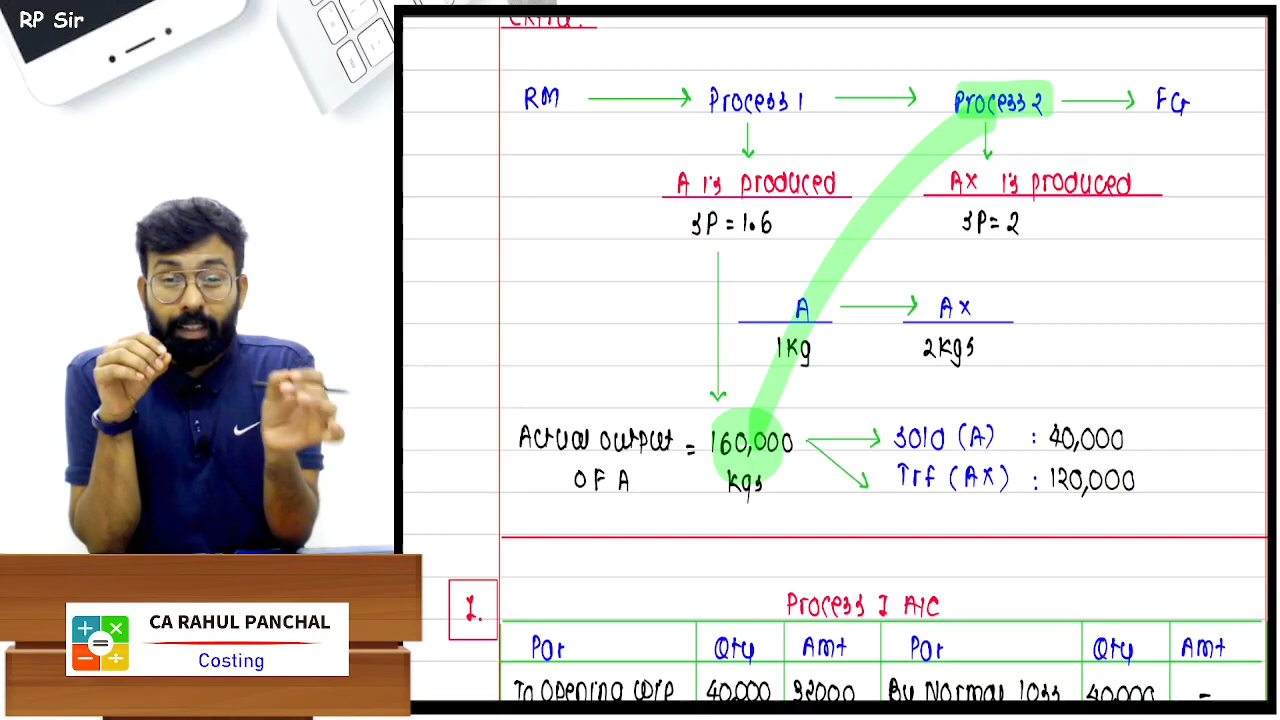 RP Sir
RM → Process 1 → Process 2 → FG
A is produced
AX is produced
SP = 1.6
SP = 2
A → AX
1Kg
2Kgs
Actual output = 160,000
Sold (A) : 40,000
OF A
kgs
Trf (AX) : 120,000
1.
Process I A/C
Par Qty Amt Par Qty Amt
To Opening WIP 40,000 32000 By Normal loss 40,000 -
CA RAHUL PANCHAL
Costing